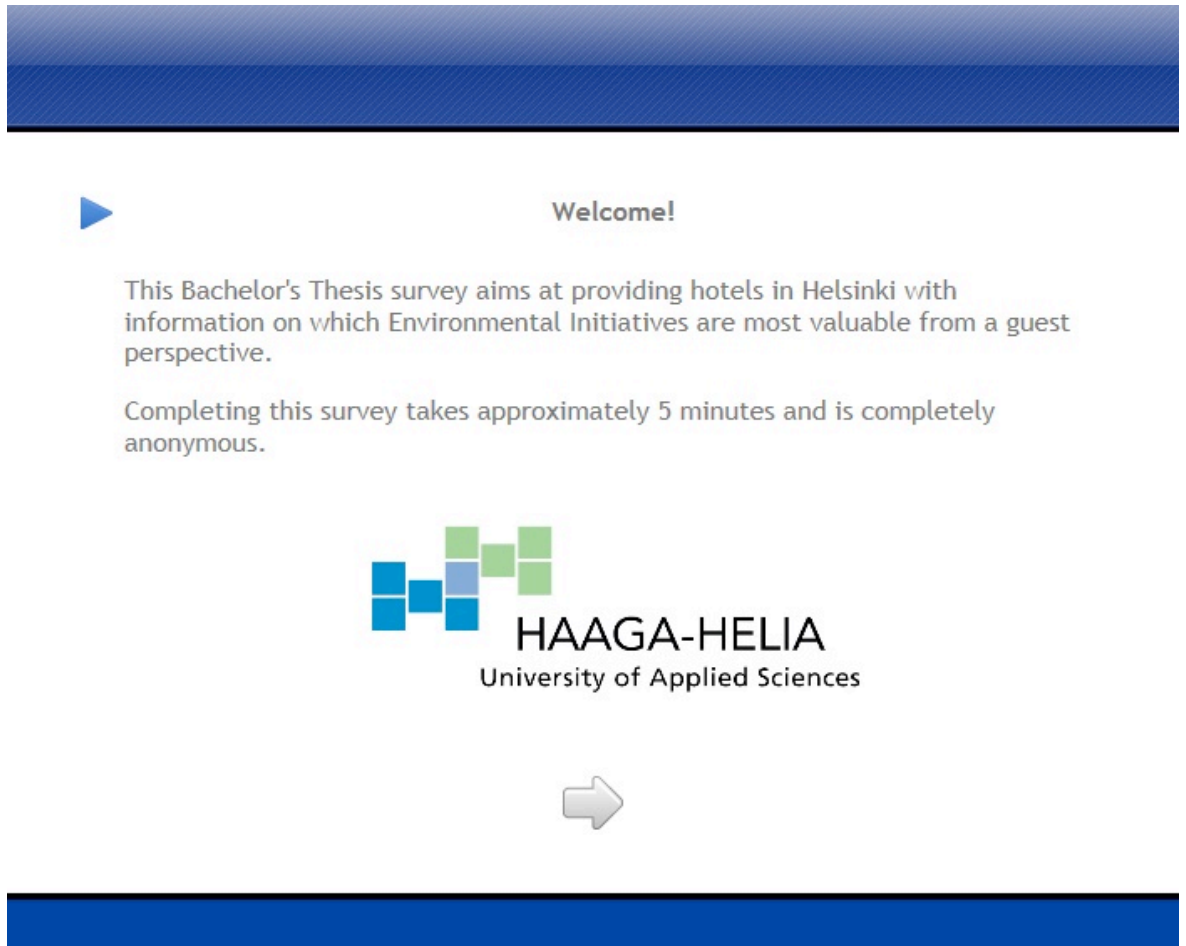 Welcome!
This Bachelor's Thesis survey aims at providing hotels in Helsinki with
information on which Environmental Initiatives are most valuable from a guest
perspective.
Completing this survey takes approximately 5 minutes and is completely
anonymous.
HAAGA-HELIA
University of Applied Sciences